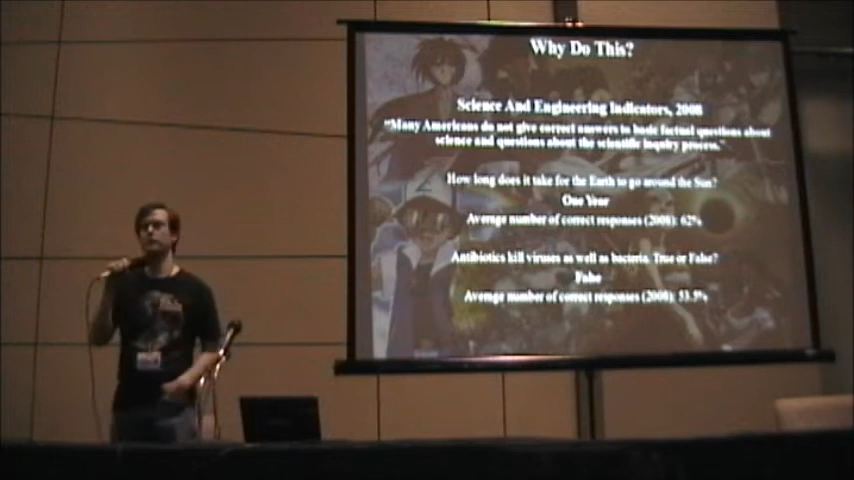 Why Do This?
Science And Engineering Indicators, 2008
"Many Americans do not give correct answers to basic factual questions about
science and questions about the scientific inquiry process."
How long does it take for the Earth to go around the Sun?
One Year
Average number of correct responses (2008): 62%
Antibiotics kill viruses as well as bacteria. True or False?
False
Average number of correct responses (2008): 53.5%